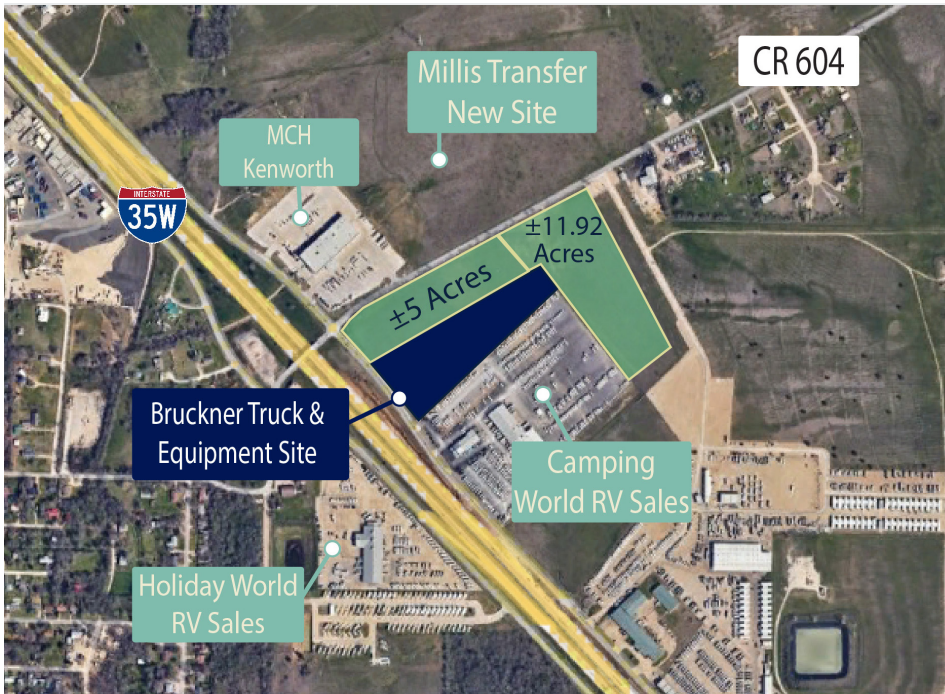 CR 604
Millis Transfer
New Site
MCH
Kenworth
INTERSTATE
35W
±11.92
Acres
±5 Acres
Bruckner Truck &
Equipment Site
Camping
World RV Sales
Holiday World
RV Sales